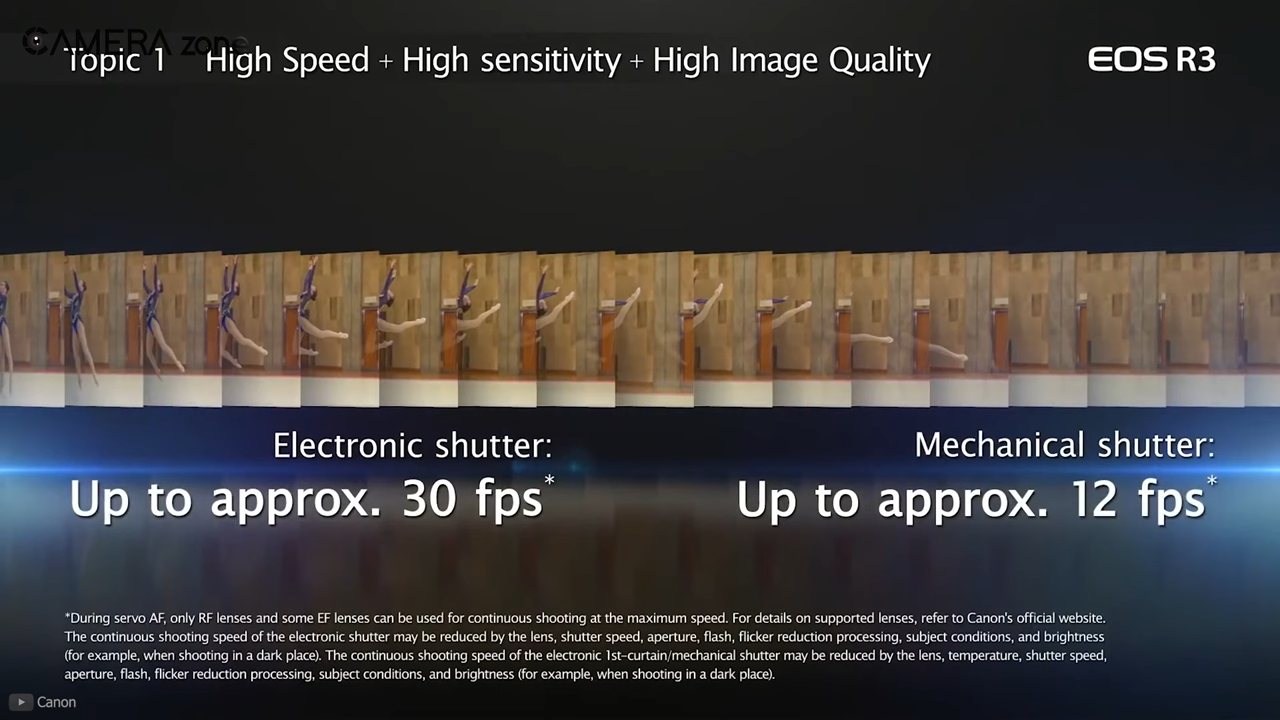 CAMERA zone
Topic 1 High Speed + High sensitivity + High Image Quality
EOS R3
Electronic shutter:
Up to approx. 30 fps*
Mechanical shutter:
Up to approx. 12 fps*
*During servo AF, only RF lenses and some EF lenses can be used for continuous shooting at the maximum speed. For details on supported lenses, refer to Canon's official website.
The continuous shooting speed of the electronic shutter may be reduced by the lens, shutter speed, aperture, flash, flicker reduction processing, subject conditions, and brightness
(for example, when shooting in a dark place). The continuous shooting speed of the electronic 1st-curtain/mechanical shutter may be reduced by the lens, temperature, shutter speed,
aperture, flash, flicker reduction processing, subject conditions, and brightness (for example, when shooting in a dark place).
Canon